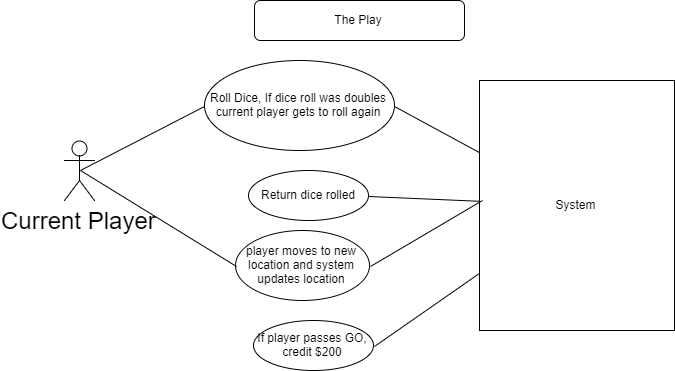 The Play
Roll Dice, If dice roll was doubles
current player gets to roll again
Return dice rolled
System
Current Player
player moves to new
location and system
updates location
If player passes GO,
credit $200